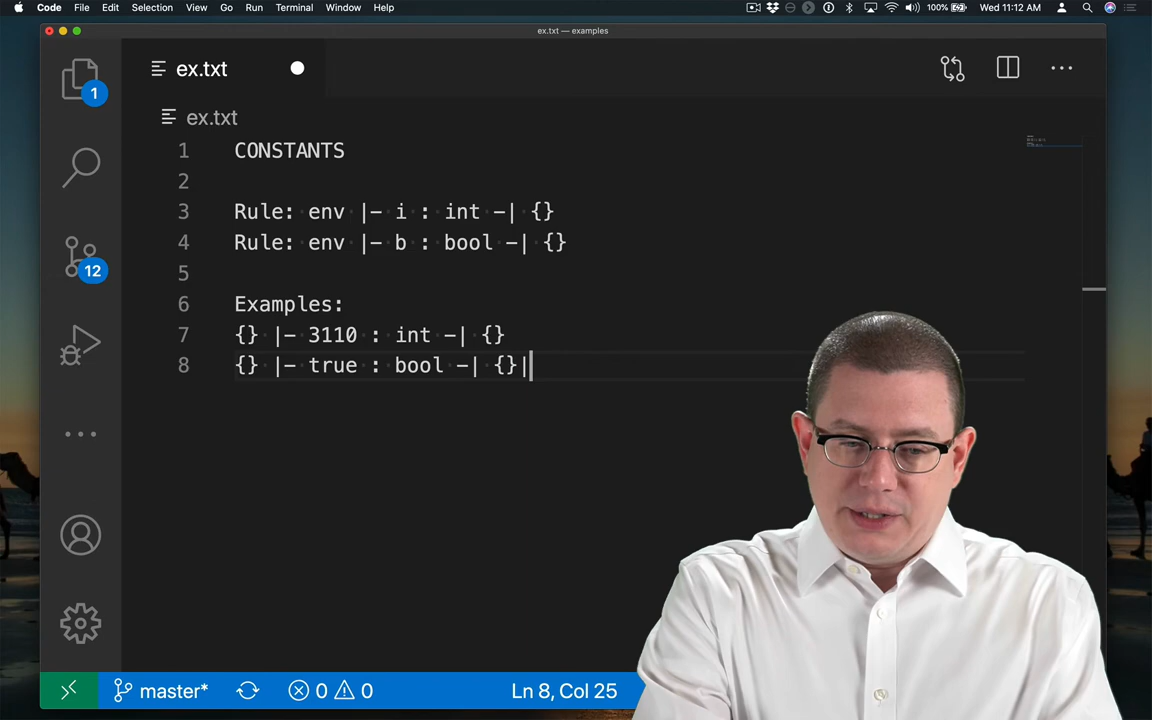 Code File Edit Selection View Go Run Terminal Window Help 100% Wed 11:12 AM
ex.txt — examples
ex.txt
1
ex.txt
1 CONSTANTS
2
3 Rule: env |- i : int -| {}
4 Rule: env |- b : bool -| {}
5
12
6 Examples:
7 {} |- 3110 : int -| {}
8 {} |- true : bool -| {}|
master* 0 0 Ln 8, Col 25